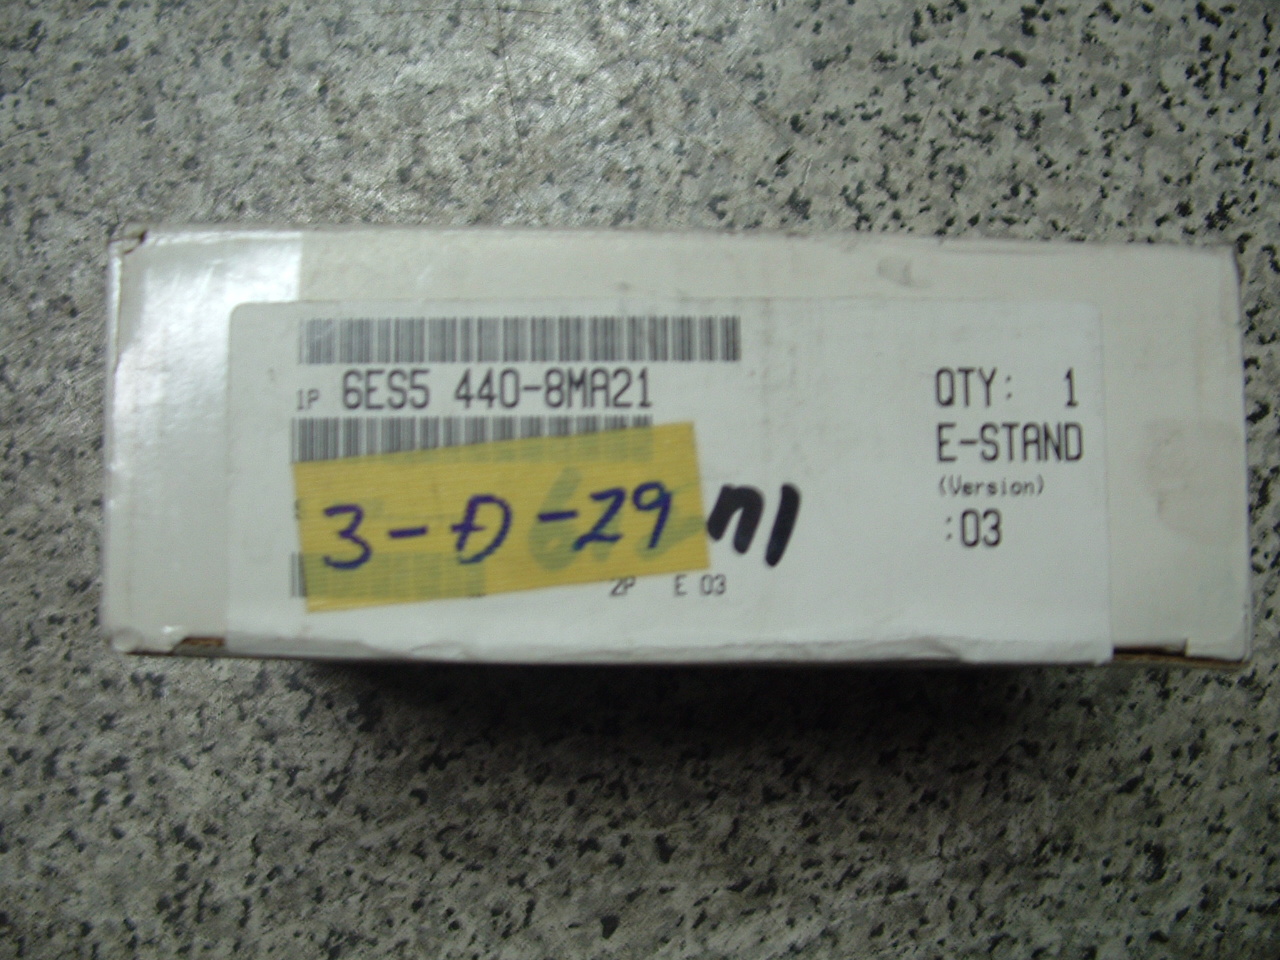 1P 6ES5 440-8MA21
QTY: 1
E-STAND
(Version)
:03
3-D-29
2P E 03